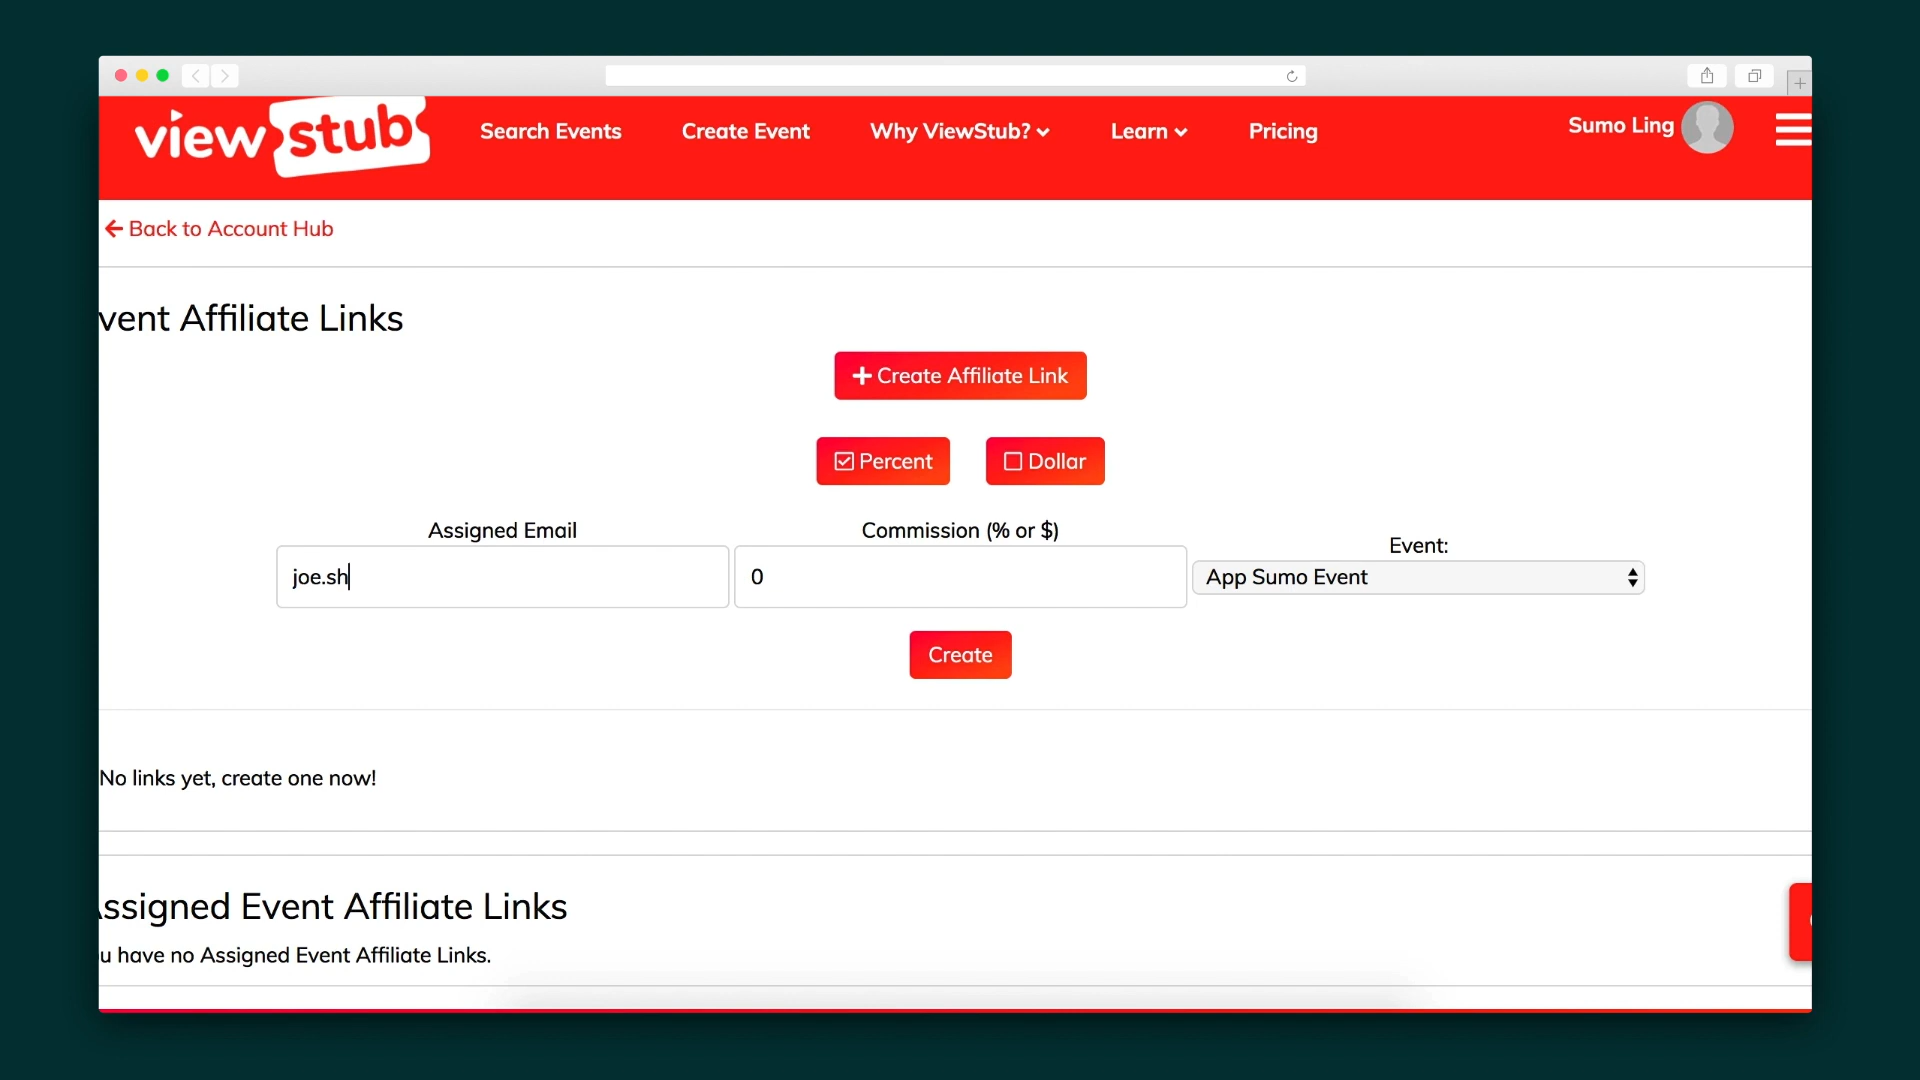 view stub
Search Events
Create Event
Why ViewStub?
Learn
Pricing
Sumo Ling
Back to Account Hub
vent Affiliate Links
Create Affiliate Link
Percent
Dollar
Assigned Email
Commission (% or $)
Event:
joe.sh
0
App Sumo Event
Create
No links yet, create one now!
ssigned Event Affiliate Links
u have no Assigned Event Affiliate Links.